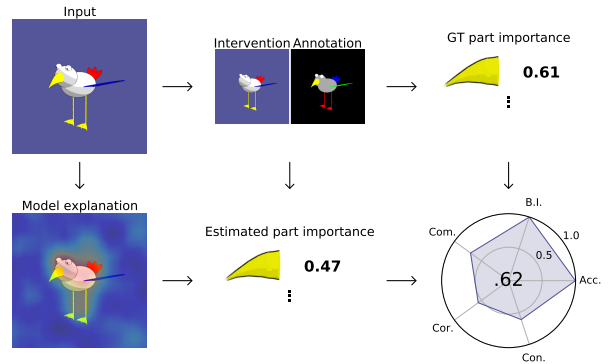 Input
Intervention Annotation
GT part importance
0.61
Model explanation
Estimated part importance
0.47
B.I.
Com.
1.0
0.5
.62
Acc.
Cor.
Con.